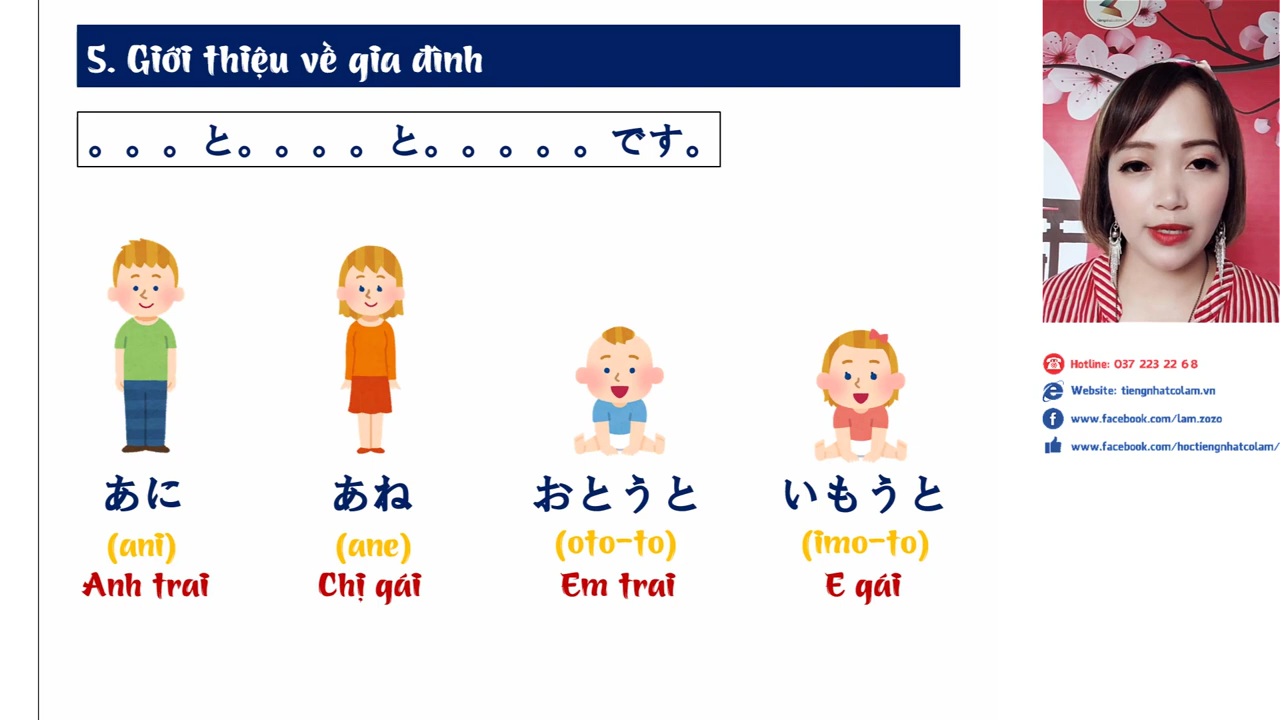 5. Giới thiệu về gia đình
。。。と。。。。と。。。。。です。
あに
(ani)
Anh trai
あね
(ane)
Chị gái
おとうと
(oto-to)
Em trai
いもうと
(imo-to)
E gái
Hotline: 037 223 22 68
Website: tiengnhatcolam.vn
www.facebook.com/lam.zozo
www.facebook.com/hoctiengnhatcolam/